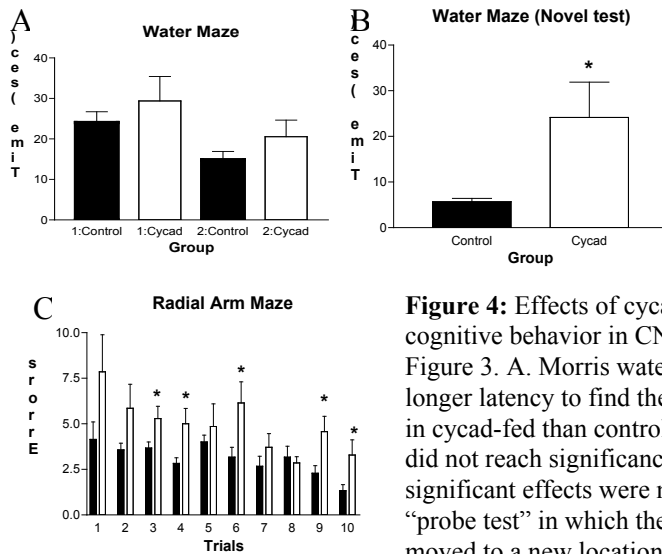 A
Water Maze
Time (sec)
40
30
20
10
0
1:Control 1:Cycad 2:Control 2:Cycad
Group
B
Water Maze (Novel test)
Time (sec)
40
30
20
10
0
*
Control Cycad
Group
C
Radial Arm Maze
Errors
10.0
7.5
5.0
2.5
0.0
* * * * *
1 2 3 4 5 6 7 8 9 10
Trials
Figure 4: Effects of cyca
cognitive behavior in CN
Figure 3. A. Morris water
longer latency to find the
in cycad-fed than control
did not reach significanc
significant effects were
"probe test" in which the
moved to a new location